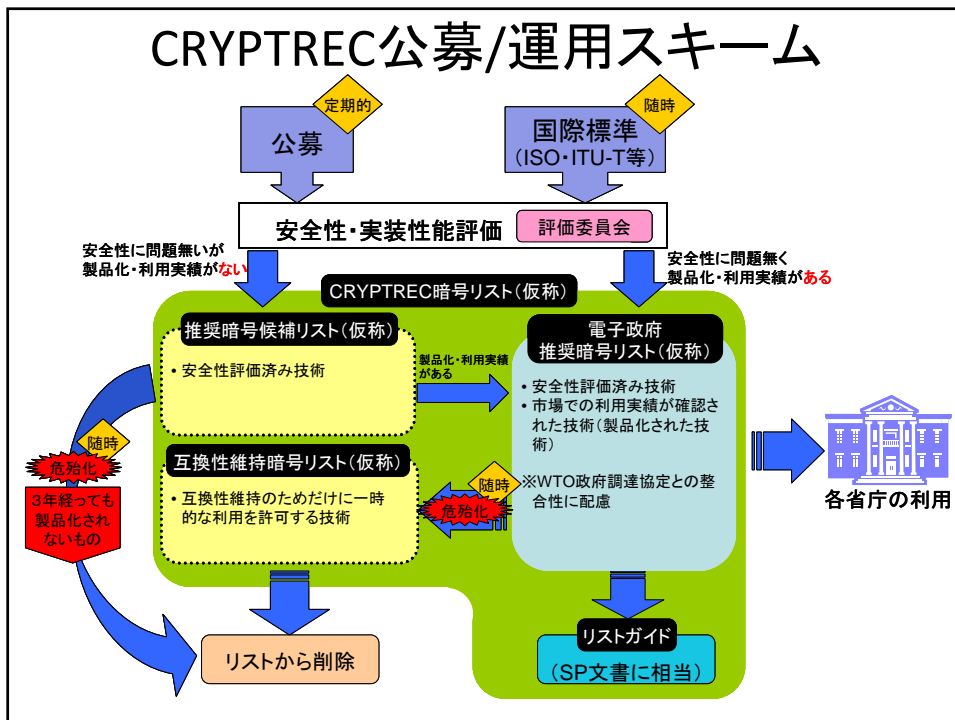 CRYPTREC公募/運用スキーム
定期的
公募
随時
国際標準
（ISO・ITU-T等）
安全性・実装性能評価
評価委員会
安全性に問題無いが
製品化・利用実績がない
安全性に問題無く
製品化・利用実績がある
CRYPTREC暗号リスト（仮称）
推奨暗号候補リスト（仮称）
• 安全性評価済み技術
製品化・利用実績
がある
電子政府
推奨暗号リスト（仮称）
• 安全性評価済み技術
• 市場での利用実績が確認され
た技術（製品化された技
術）
※WTO政府調達協定との整
合性に配慮
随時
危殆化
3年経っても
製品化され
ないもの
互換性維持暗号リスト（仮称）
• 互換性維持のためだけに一時
的な利用を許可する技術
随時
危殆化
各省庁の利用
リストから削除
リストガイド
（SP文書に相当）